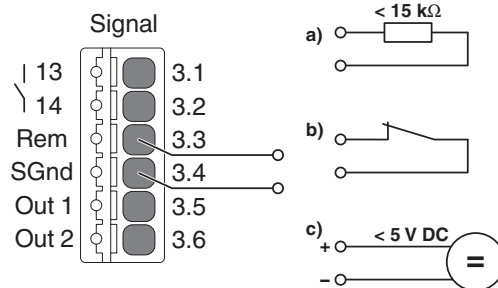 Signal
13 3.1
14 3.2
Rem 3.3
SGnd 3.4
Out 1 3.5
Out 2 3.6
< 15 kΩ
a)
b)
c)
+ < 5 V DC
=
–